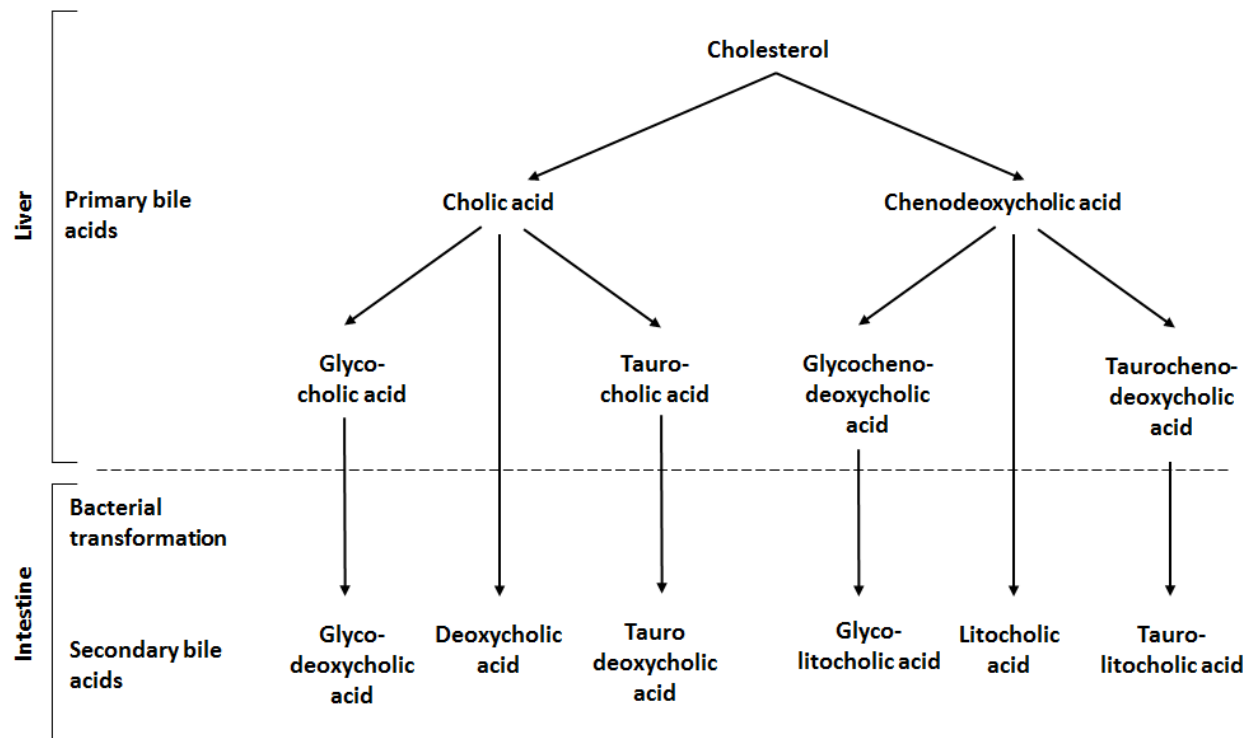 Cholesterol
Liver
Primary bile
acids
Cholic acid
Chenodeoxycholic acid
Glyco-
cholic acid
Tauro-
cholic acid
Glycocheno-
deoxycholic
acid
Taurocheno-
deoxycholic
acid
Intestine
Bacterial
transformation
Secondary bile
acids
Glyco-
deoxycholic
acid
Deoxycholic
acid
Tauro
deoxycholic
acid
Glyco-
litocholic acid
Litocholic
acid
Tauro-
litocholic acid